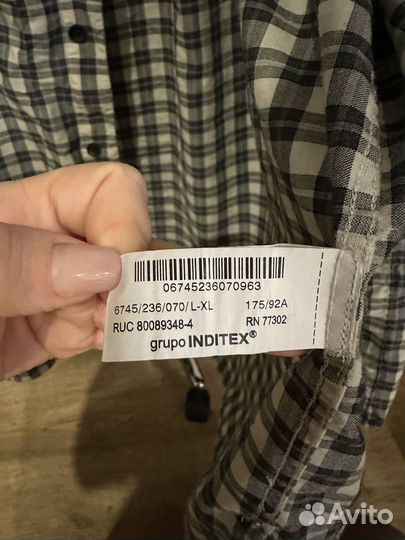 06745236070963
6745/236/070/L-XL 175/92A
RUC 80089348-4 RN 77302
grupo INDITEX®
Avito